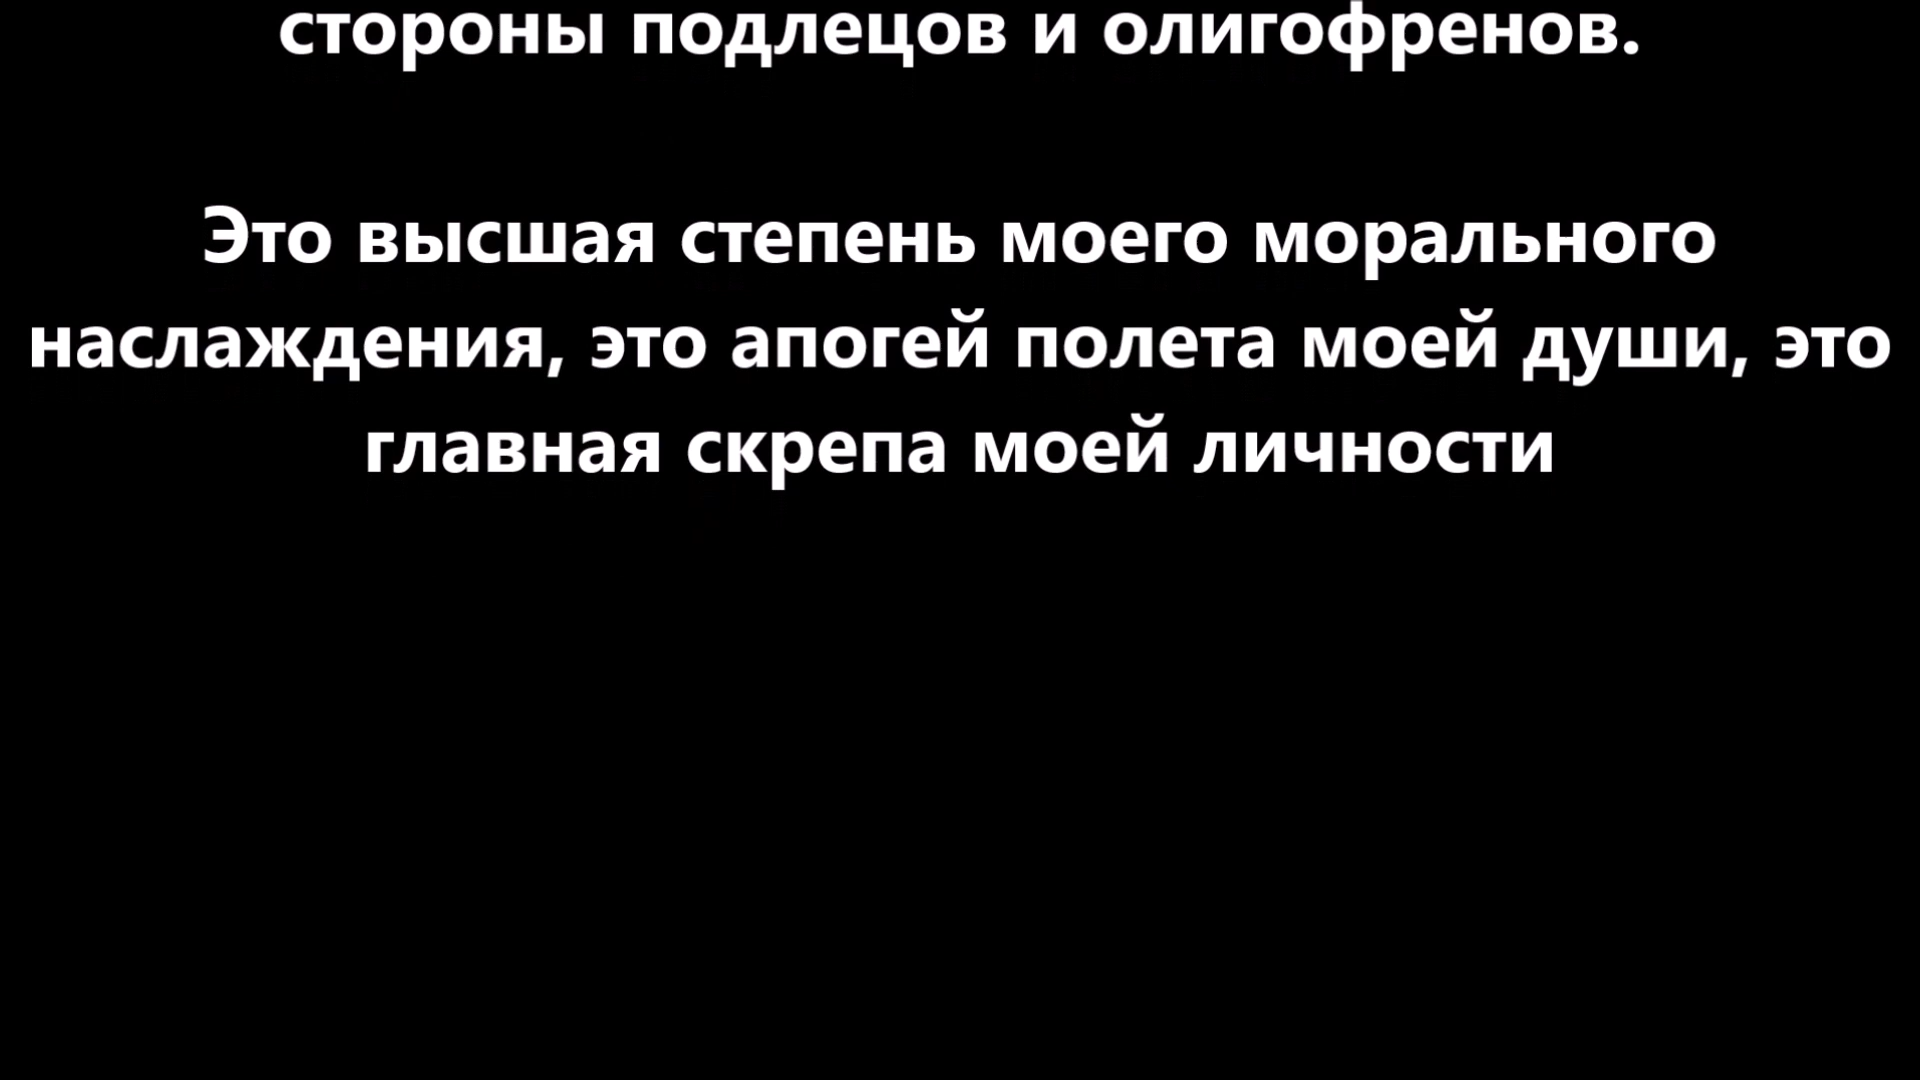 стороны подлецов и олигофренов.
Это высшая степень моего морального
наслаждения, это апогей полета моей души, это
главная скрепа моей личности